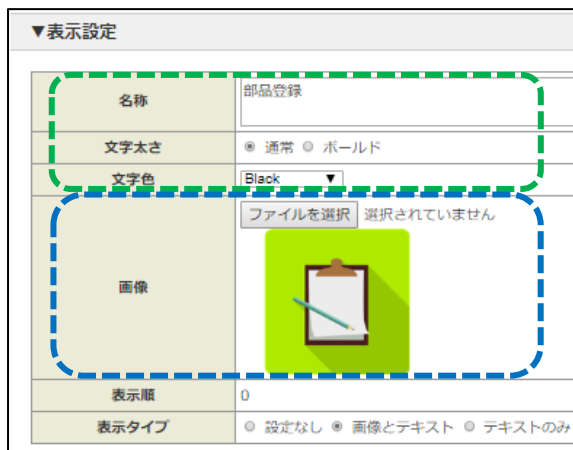 ▼表示設定
名称 部品登録
文字太さ 通常 ボールド
文字色 Black ▼
ファイルを選択 選択されていません
画像
表示順 0
表示タイプ 設定なし 画像とテキスト テキストのみ